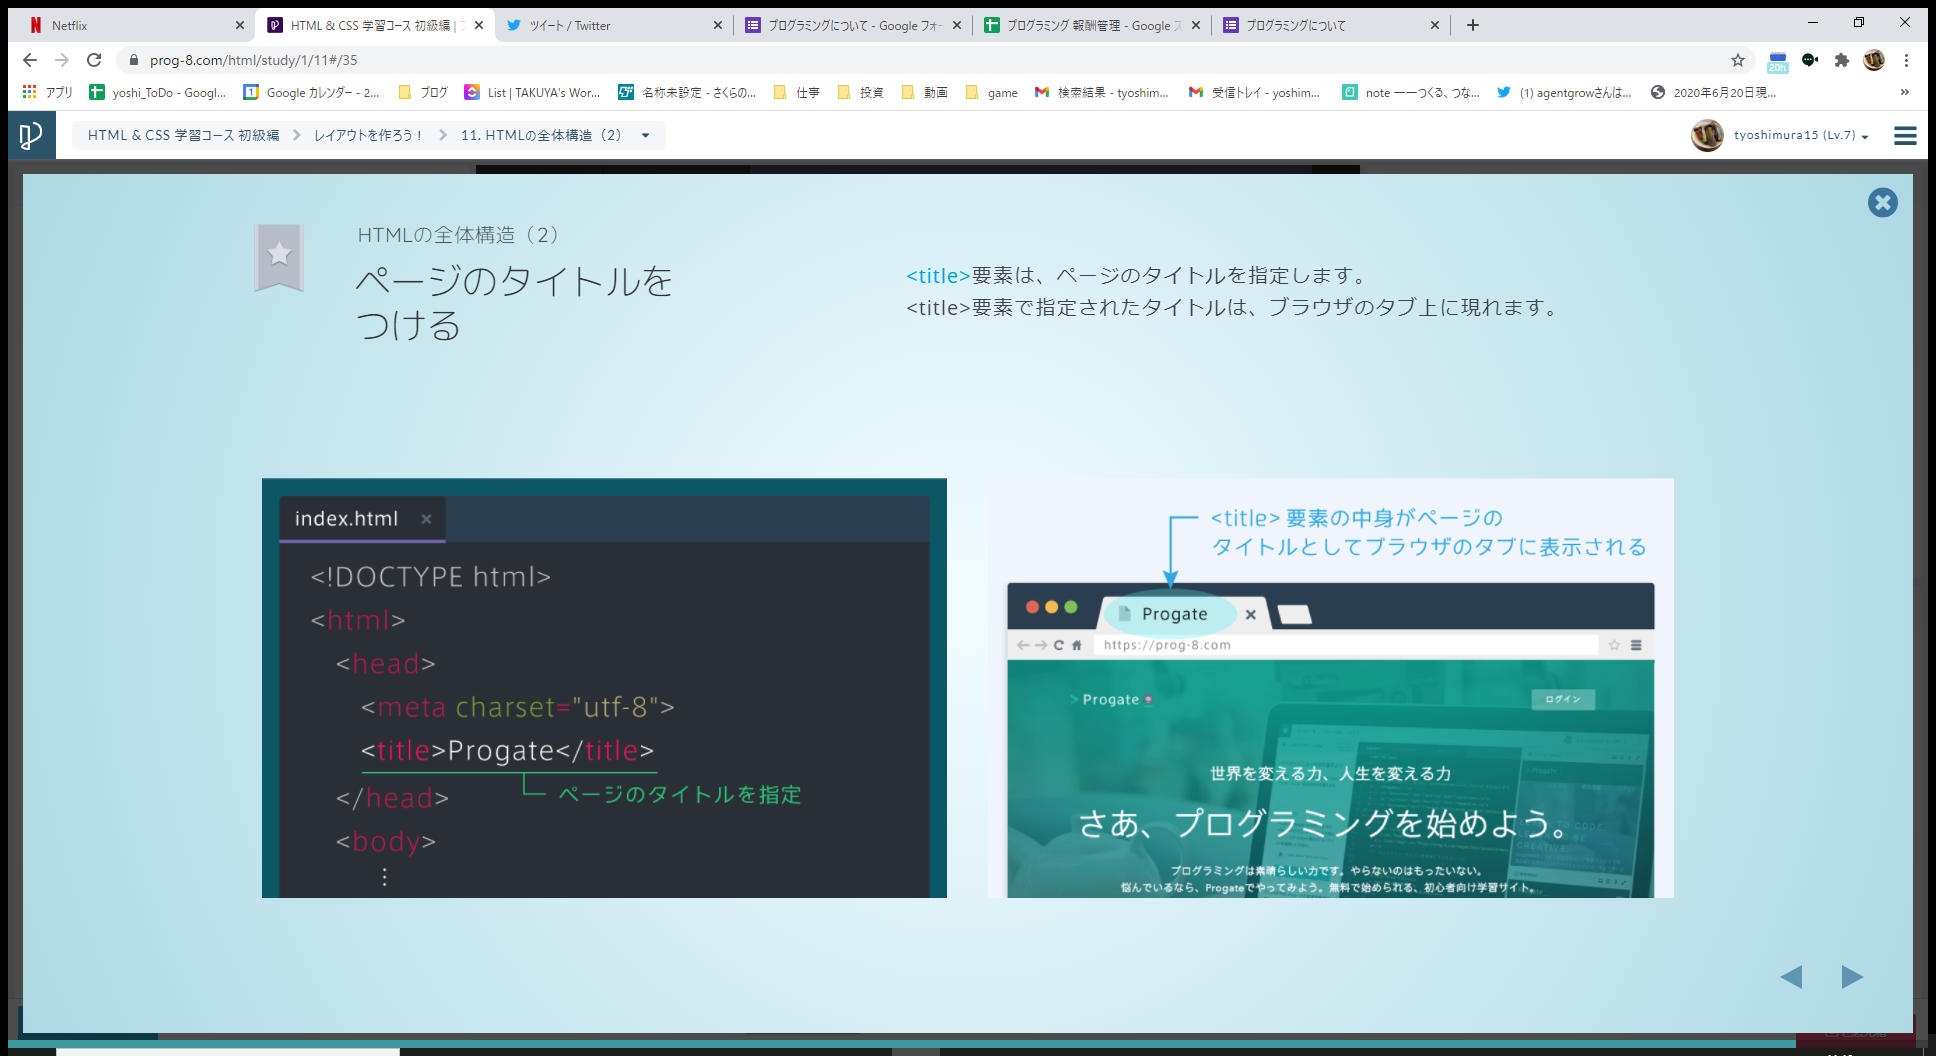 Netflix
HTML & CSS 学習コース 初級編 |
ツイート / Twitter
プログラミングについて - Google フォー
プログラミング 報酬管理 - Google ス
プログラミングについて
prog-8.com/html/study/1/11#/35
20h
アプリ
yoshi_ToDo - Googl...
Google カレンダー - 2...
ブログ
List | TAKUYA's Wor...
名称未設定 - さくらの...
仕事
投資
動画
game
検索結果 - tyoshim...
受信トレイ - yoshim...
note ――つくる、つな...
(1) agentgrowさんは...
2020年6月20日現...
HTML & CSS 学習コース 初級編
レイアウトを作ろう！
11. HTMLの全体構造（2）
tyoshimura15 (Lv.7)
HTMLの全体構造（2）
ページのタイトルを
つける
<title>要素は、ページのタイトルを指定します。
<title>要素で指定されたタイトルは、ブラウザのタブ上に現れます。
index.html
<!DOCTYPE html>
<html>
<head>
<meta charset="utf-8">
<title>Progate</title>
ページのタイトルを指定
</head>
<body>
⋮
<title> 要素の中身がページの
タイトルとしてブラウザのタブに表示される
Progate
https://prog-8.com
> Progate
ログイン
世界を変える力、人生を変える力
さあ、プログラミングを始めよう。
プログラミングは素晴らしい力です。やらないのはもったいない。
悩んでいるなら、Progateでやってみよう。無料で始められる、初心者向け学習サイト。